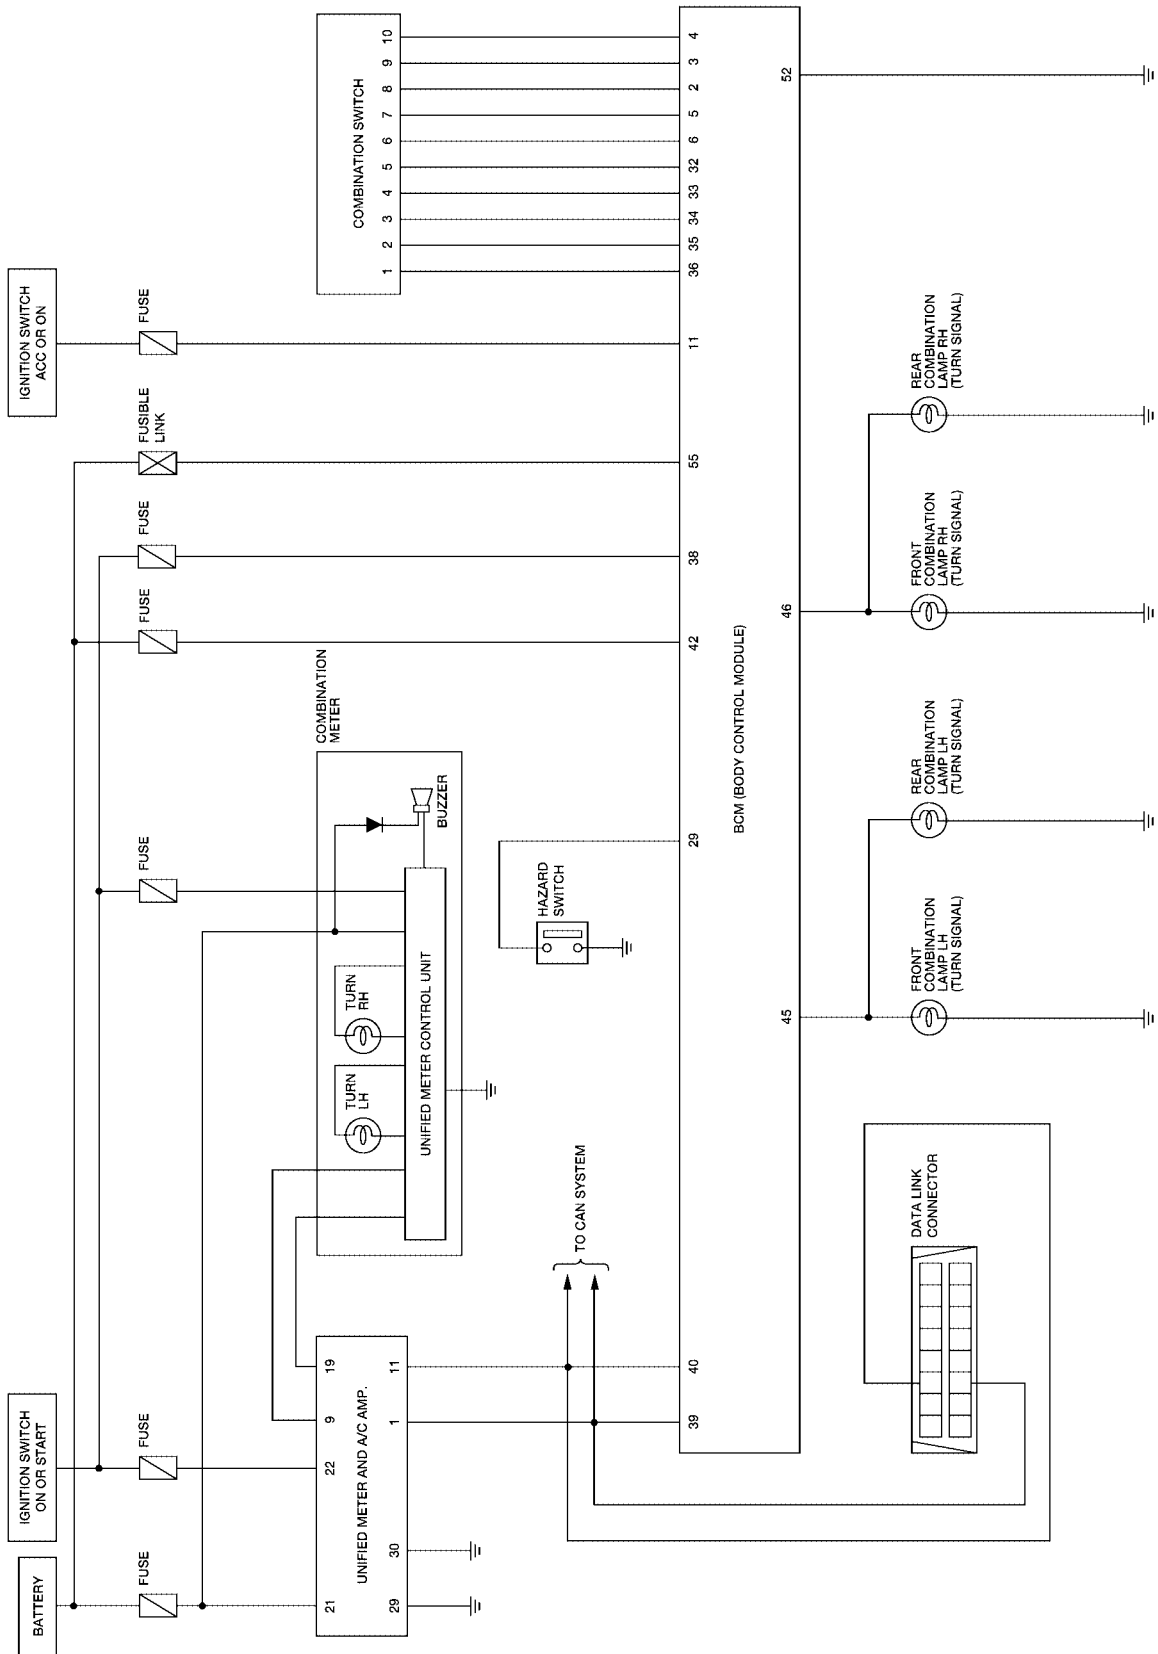 BATTERY
IGNITION SWITCH
ON OR START
IGNITION SWITCH
ACC OR ON
FUSE
FUSE
FUSE
FUSE
FUSE
FUSIBLE
LINK
FUSE
21
22
9
19
UNIFIED METER AND A/C AMP.
29
30
1
11
COMBINATION
METER
TURN
LH
TURN
RH
UNIFIED METER CONTROL UNIT
BUZZER
COMBINATION SWITCH
1
2
3
4
5
6
7
8
9
10
TO CAN SYSTEM
HAZARD
SWITCH
39
40
29
42
38
55
11
36
35
34
33
32
6
5
2
3
4
BCM (BODY CONTROL MODULE)
45
46
52
DATA LINK
CONNECTOR
FRONT
COMBINATION
LAMP LH
(TURN SIGNAL)
REAR
COMBINATION
LAMP LH
(TURN SIGNAL)
FRONT
COMBINATION
LAMP RH
(TURN SIGNAL)
REAR
COMBINATION
LAMP RH
(TURN SIGNAL)